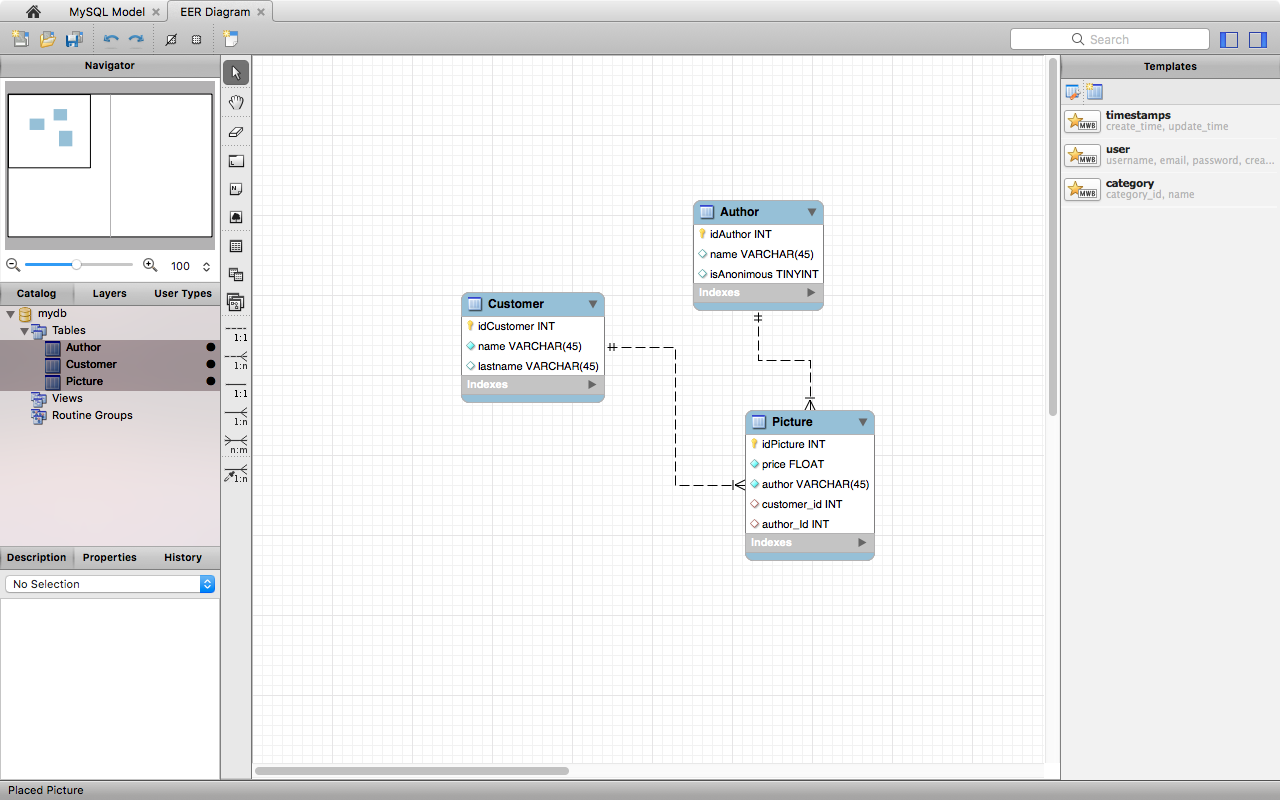 MySQL Model
EER Diagram
Search
Navigator
100
Catalog
Layers
User Types
mydb
Tables
Author
Customer
Picture
Views
Routine Groups
Description
Properties
History
No Selection
1:1
1:n
1:1
1:n
n:m
1:n
Author
idAuthor INT
name VARCHAR(45)
isAnonimous TINYINT
Indexes
Customer
idCustomer INT
name VARCHAR(45)
lastname VARCHAR(45)
Indexes
Picture
idPicture INT
price FLOAT
author VARCHAR(45)
customer_id INT
author_Id INT
Indexes
Templates
MWB
timestamps
create_time, update_time
MWB
user
username, email, password, crea...
MWB
category
category_id, name
Placed Picture